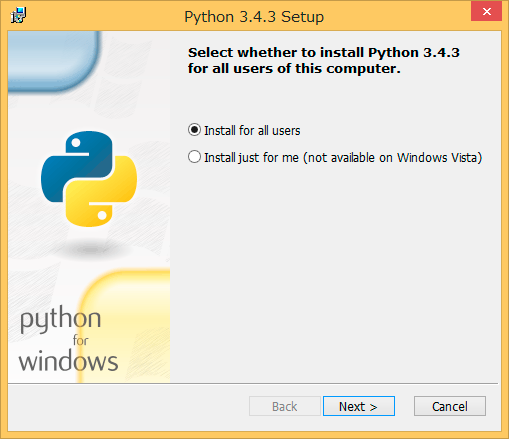 Python 3.4.3 Setup
Select whether to install Python 3.4.3
for all users of this computer.
Install for all users
Install just for me (not available on Windows Vista)
python
for
windows
Back
Next >
Cancel